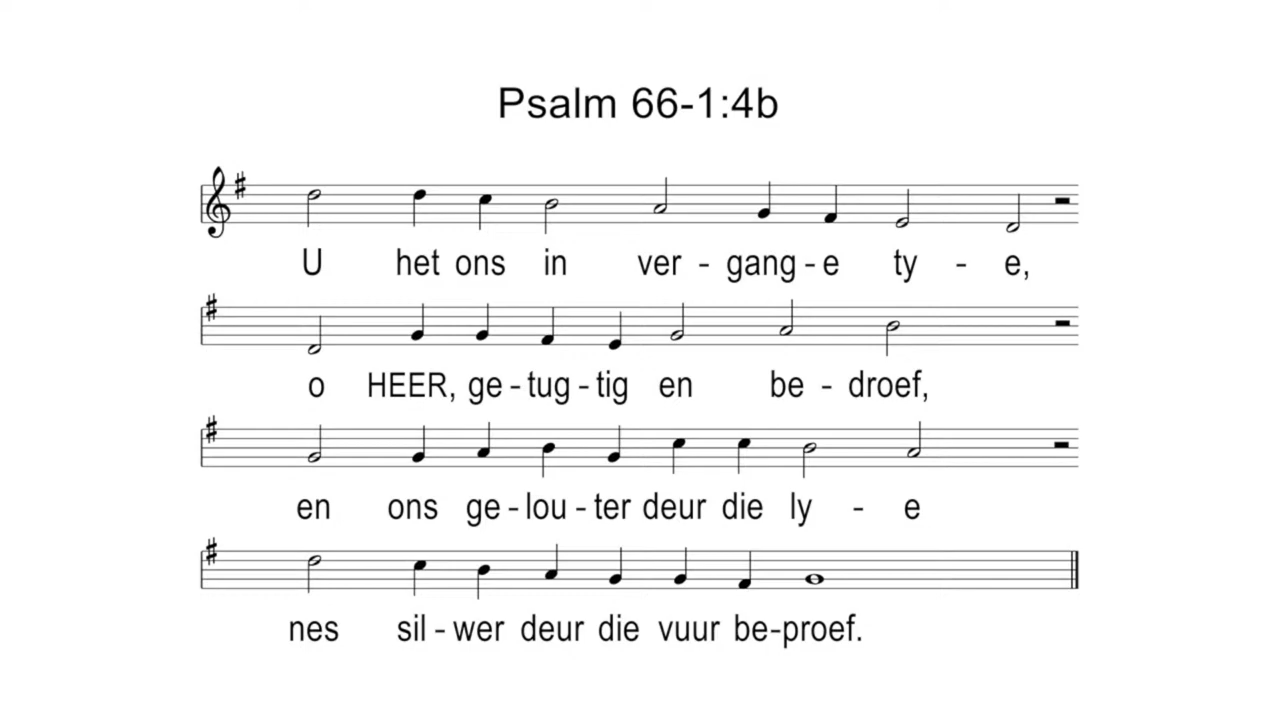 Psalm 66-1:4b
U het ons in ver - gang - e ty - e,
o HEER, ge - tug - tig en be - droef,
en ons ge - lou - ter deur die ly - e
nes sil - wer deur die vuur be - proef.